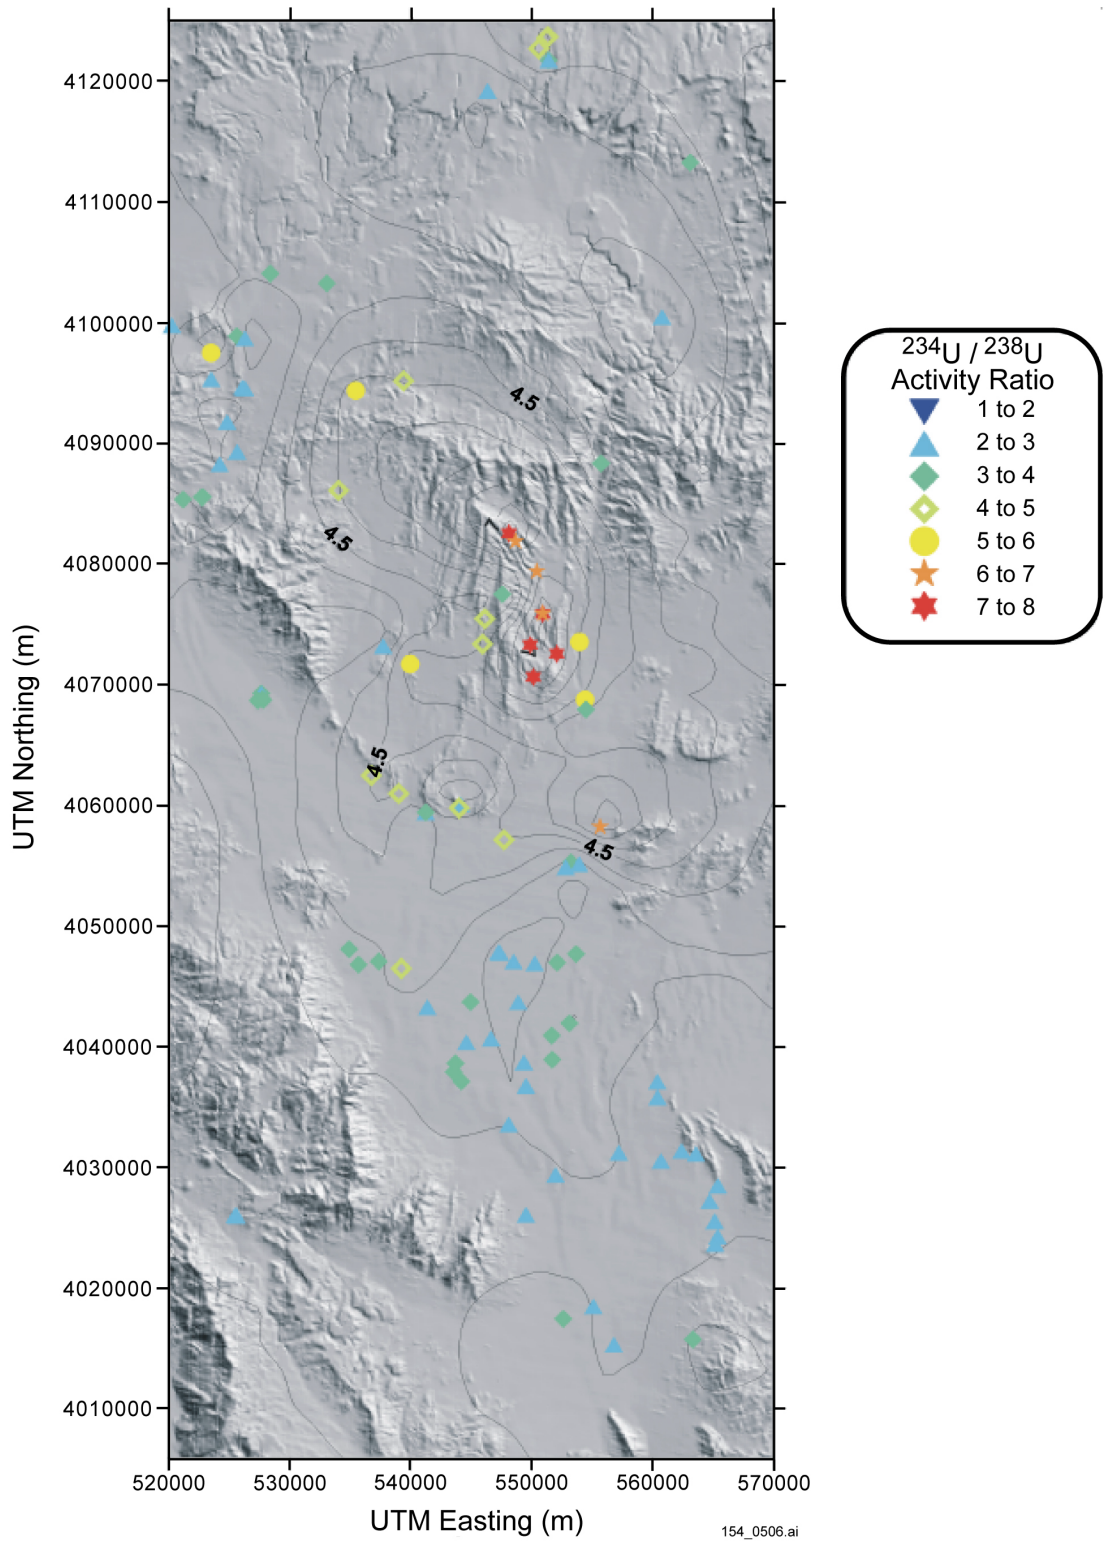 4120000
4110000
4100000
4090000
4080000
4070000
4060000
4050000
4040000
4030000
4020000
4010000
UTM Northing (m)
4.5
4.5
4.5
4.5
520000 530000 540000 550000 560000 570000
UTM Easting (m)
154_0506.ai
²³⁴U / ²³⁸U
Activity Ratio
1 to 2
2 to 3
3 to 4
4 to 5
5 to 6
6 to 7
7 to 8